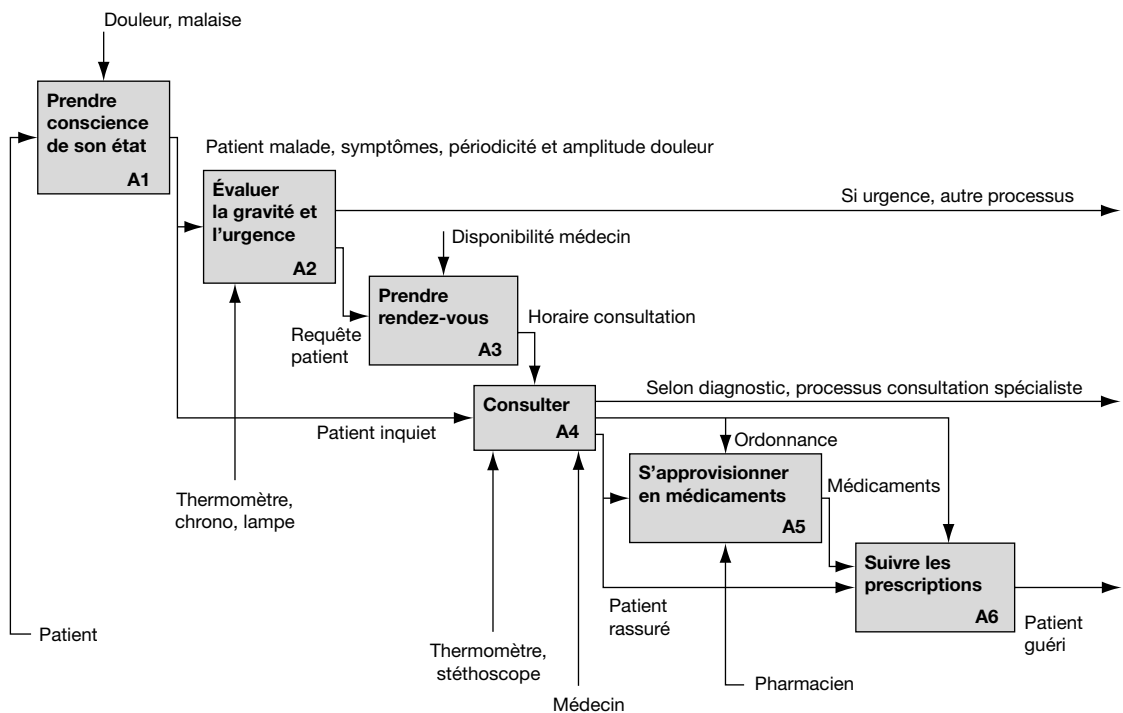 Douleur, malaise
Prendre
conscience
de son état
A1
Patient malade, symptômes, périodicité et amplitude douleur
Évaluer
la gravité et
l'urgence
A2
Si urgence, autre processus
Disponibilité médecin
Prendre
rendez-vous
A3
Requête
patient
Horaire consultation
Selon diagnostic, processus consultation spécialiste
Consulter
A4
Patient inquiet
Ordonnance
S'approvisionner
en médicaments
A5
Médicaments
Thermomètre,
chrono, lampe
Suivre les
prescriptions
A6
Patient
rassuré
Patient
guéri
Patient
Thermomètre,
stéthoscope
Pharmacien
Médecin